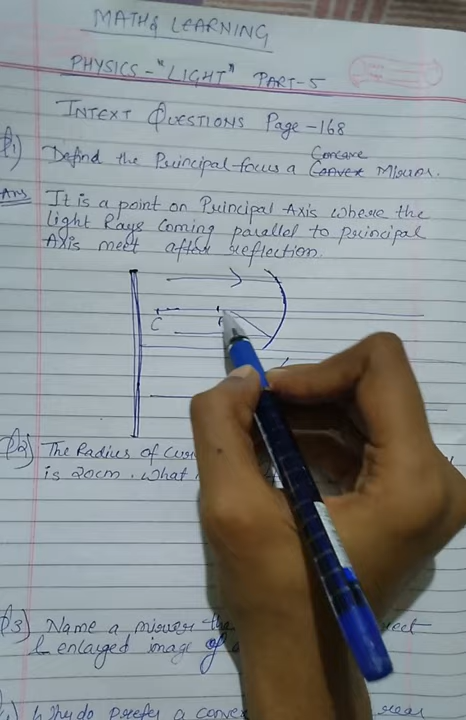 MATHS LEARNING
PHYSICS - "LIGHT" PART-5
INTEXT QUESTIONS Page-168
Q1) Defind the Principal focus a Concave Convex Mirror.
Ans It is a point on Principal Axis where the
Light Rays coming parallel to principal
Axis meet after reflection.
C
Q2) The Radius of
is 20cm. What
Q3) Name a mirror
& enlarged image of
Why do prefer a convex rear